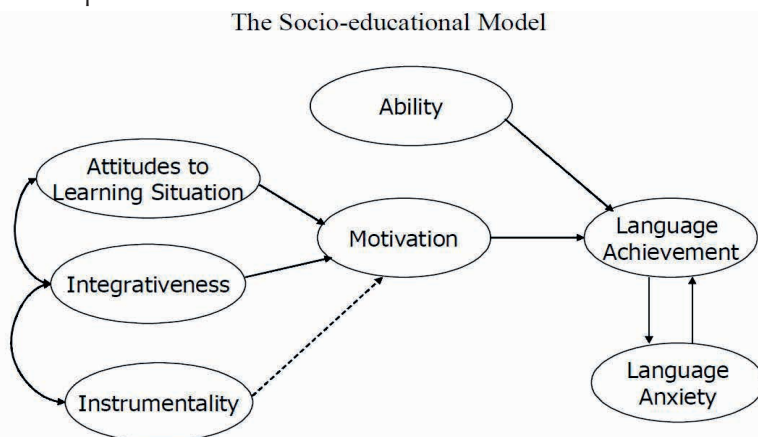 The Socio-educational Model
Ability
Attitudes to
Learning Situation
Motivation
Language
Achievement
Integrativeness
Instrumentality
Language
Anxiety